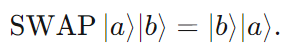 SWAP |a⟩|b⟩ = |b⟩|a⟩.